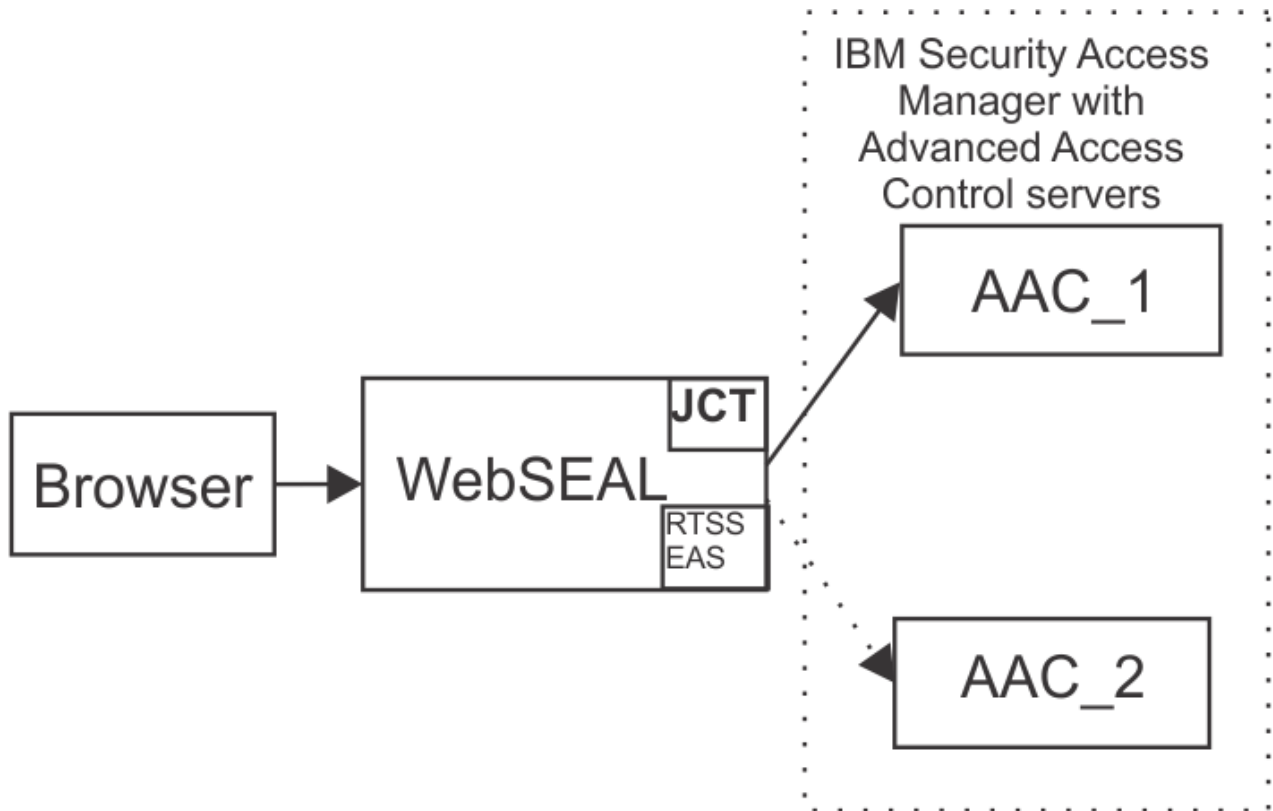 IBM Security Access
Manager with
Advanced Access
Control servers
AAC_1
JCT
Browser
WebSEAL
RTSS
EAS
AAC_2